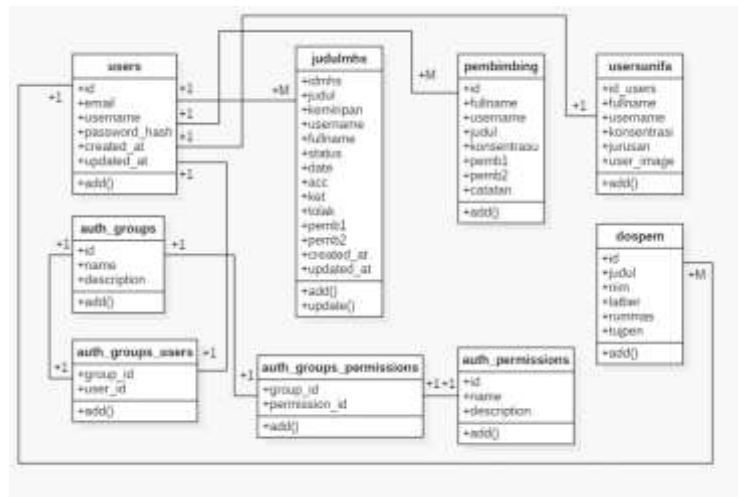 users
+id
+email
+username
+password_hash
+created_at
+updated_at
+add()
judulmhs
+idmhs
+judul
+kemiripan
+username
+fullname
+status
+date
+acc
+ket
+tolak
+pemb1
+pemb2
+created_at
+updated_at
+add()
+update()
pembimbing
+id
+fullname
+username
+judul
+pemb1
+pemb2
+catatan
+add()
usersunifa
+id_users
+fullname
+username
+konsentrasi
+jurusan
+user_image
+add()
auth_groups
+id
+name
+description
+add()
dospem
+id
+judul
+nim
+latber
+rummas
+tujpen
+add()
auth_groups_users
+group_id
+user_id
+add()
auth_groups_permissions
+group_id
+permission_id
+add()
auth_permissions
+id
+name
+description
+add()
+1
+1
+M
+1
+M
+1
+1
+1
+1
+1
+M
+1
+1
+1
+1 +1